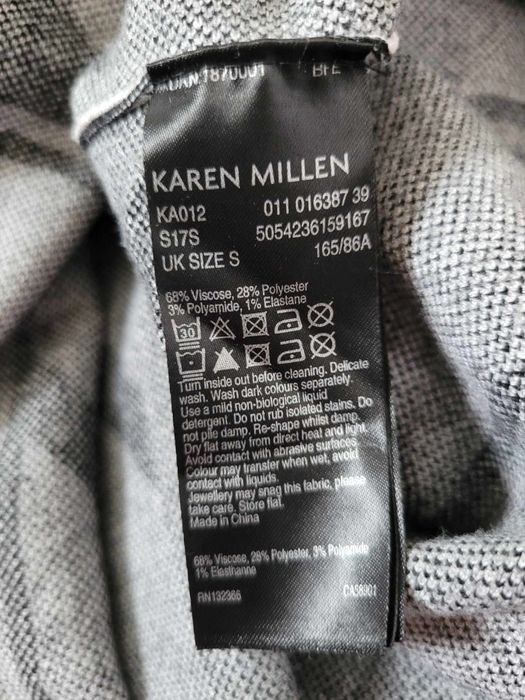 BFE
KAREN MILLEN
KA012 011 016387 39
S17S 5054236159167
UK SIZE S 165/86A
68% Viscose, 28% Polyester
3% Polyamide, 1% Elastane
30
Turn inside out before cleaning. Delicate
wash. Wash dark colours separately.
Use a mild non-biological liquid
detergent. Do not rub isolated stains. Do
not pile damp. Re-shape whilst damp.
Dry flat away from direct heat and light.
Avoid contact with abrasive surfaces.
Colour may transfer when wet, avoid
contact with liquids.
Jewellery may snag this fabric, please
take care. Store flat.
Made in China
68% Viscose, 28% Polyester, 3% Polyamide
1% Elasthanne
RN132366 CA58901